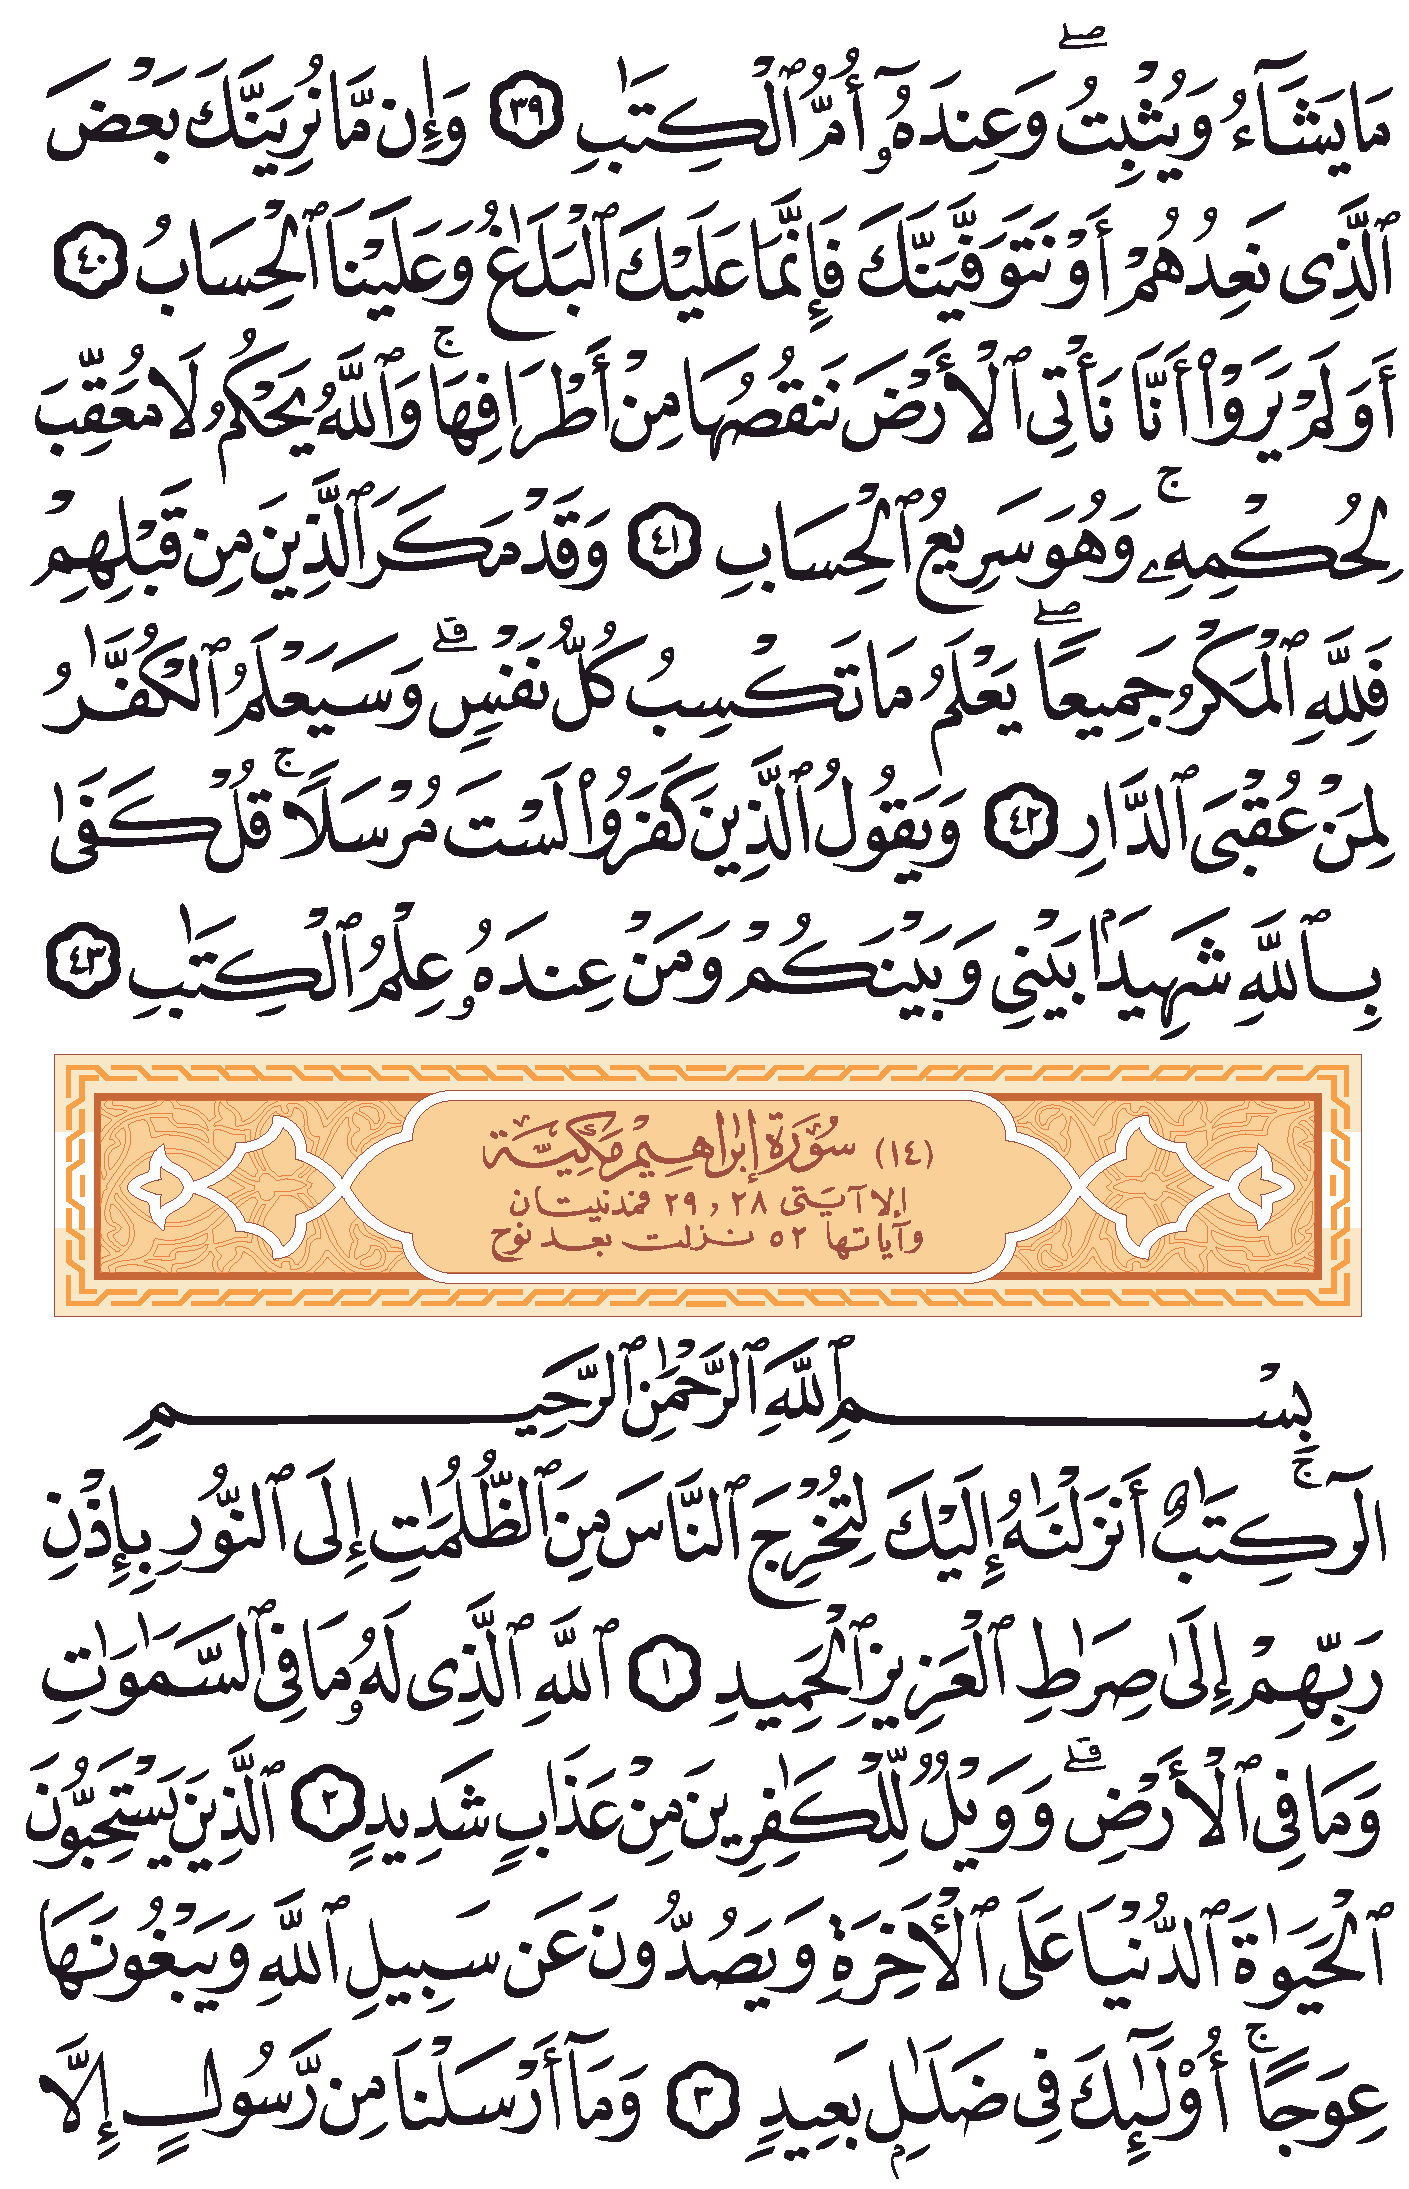 مَا يَشَآءُ وَيُثْبِتُۖ وَعِندَهُۥٓ أُمُّ ٱلْكِتَٰبِ ٣٩ وَإِن مَّا نُرِيَنَّكَ بَعْضَ
ٱلَّذِى نَعِدُهُمْ أَوْ نَتَوَفَّيَنَّكَ فَإِنَّمَا عَلَيْكَ ٱلْبَلَٰغُ وَعَلَيْنَا ٱلْحِسَابُ ٤٠
أَوَلَمْ يَرَوْا۟ أَنَّا نَأْتِى ٱلْأَرْضَ نَنقُصُهَا مِنْ أَطْرَافِهَاۚ وَٱللَّهُ يَحْكُمُ لَا مُعَقِّبَ
لِحُكْمِهِۦۚ وَهُوَ سَرِيعُ ٱلْحِسَابِ ٤١ وَقَدْ مَكَرَ ٱلَّذِينَ مِن قَبْلِهِمْ
فَلِلَّهِ ٱلْمَكْرُ جَمِيعًاۖ يَعْلَمُ مَا تَكْسِبُ كُلُّ نَفْسٍۗ وَسَيَعْلَمُ ٱلْكُفَّٰرُ
لِمَنْ عُقْبَى ٱلدَّارِ ٤٢ وَيَقُولُ ٱلَّذِينَ كَفَرُوا۟ لَسْتَ مُرْسَلًاۚ قُلْ كَفَىٰ
بِٱللَّهِ شَهِيدًۢا بَيْنِى وَبَيْنَكُمْ وَمَنْ عِندَهُۥ عِلْمُ ٱلْكِتَٰبِ ٤٣
(١٤) سُورَة إبراهيم مَكيَّة
إلا آيتى ٢٨ و ٢٩ فمدنيتان
وآياتها ٥٢ نزلت بعد نوح
بِسْمِ ٱللَّهِ ٱلرَّحْمَٰنِ ٱلرَّحِيمِ
الٓرۚ كِتَٰبٌ أَنزَلْنَٰهُ إِلَيْكَ لِتُخْرِجَ ٱلنَّاسَ مِنَ ٱلظُّلُمَٰتِ إِلَى ٱلنُّورِ بِإِذْنِ
رَبِّهِمْ إِلَىٰ صِرَٰطِ ٱلْعَزِيزِ ٱلْحَمِيدِ ١ ٱللَّهِ ٱلَّذِى لَهُۥ مَا فِى ٱلسَّمَٰوَٰتِ
وَمَا فِى ٱلْأَرْضِۗ وَوَيْلٌ لِّلْكَٰفِرِينَ مِنْ عَذَابٍ شَدِيدٍ ٢ ٱلَّذِينَ يَسْتَحِبُّونَ
ٱلْحَيَوٰةَ ٱلدُّنْيَا عَلَى ٱلْأَخِرَةِ وَيَصُدُّونَ عَن سَبِيلِ ٱللَّهِ وَيَبْغُونَهَا
عِوَجًاۚ أُو۟لَٰٓئِكَ فِى ضَلَٰلٍۭ بَعِيدٍ ٣ وَمَآ أَرْسَلْنَا مِن رَّسُولٍ إِلَّا